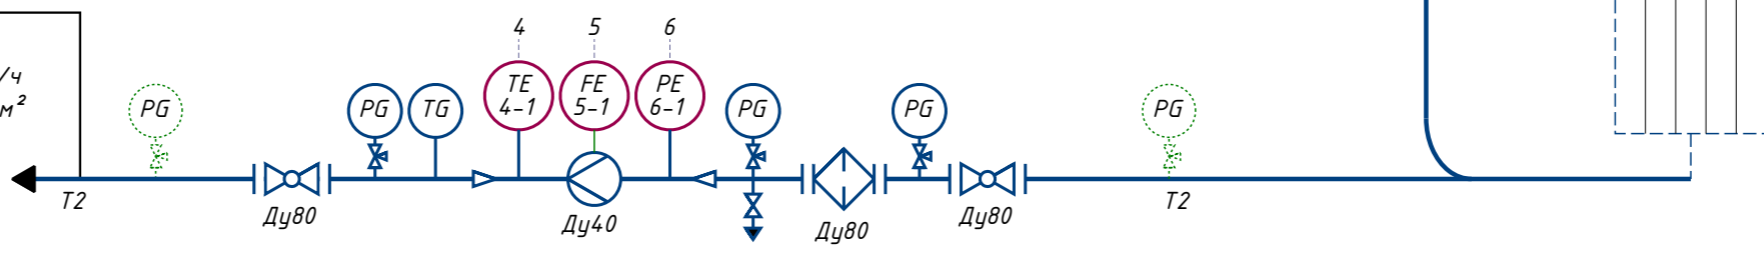 4 5 6
/ч
м²
PG PG TG TE 4-1 FE 5-1 PE 6-1 PG PG PG
T2 Ду80 Ду40 Ду80 Ду80 T2